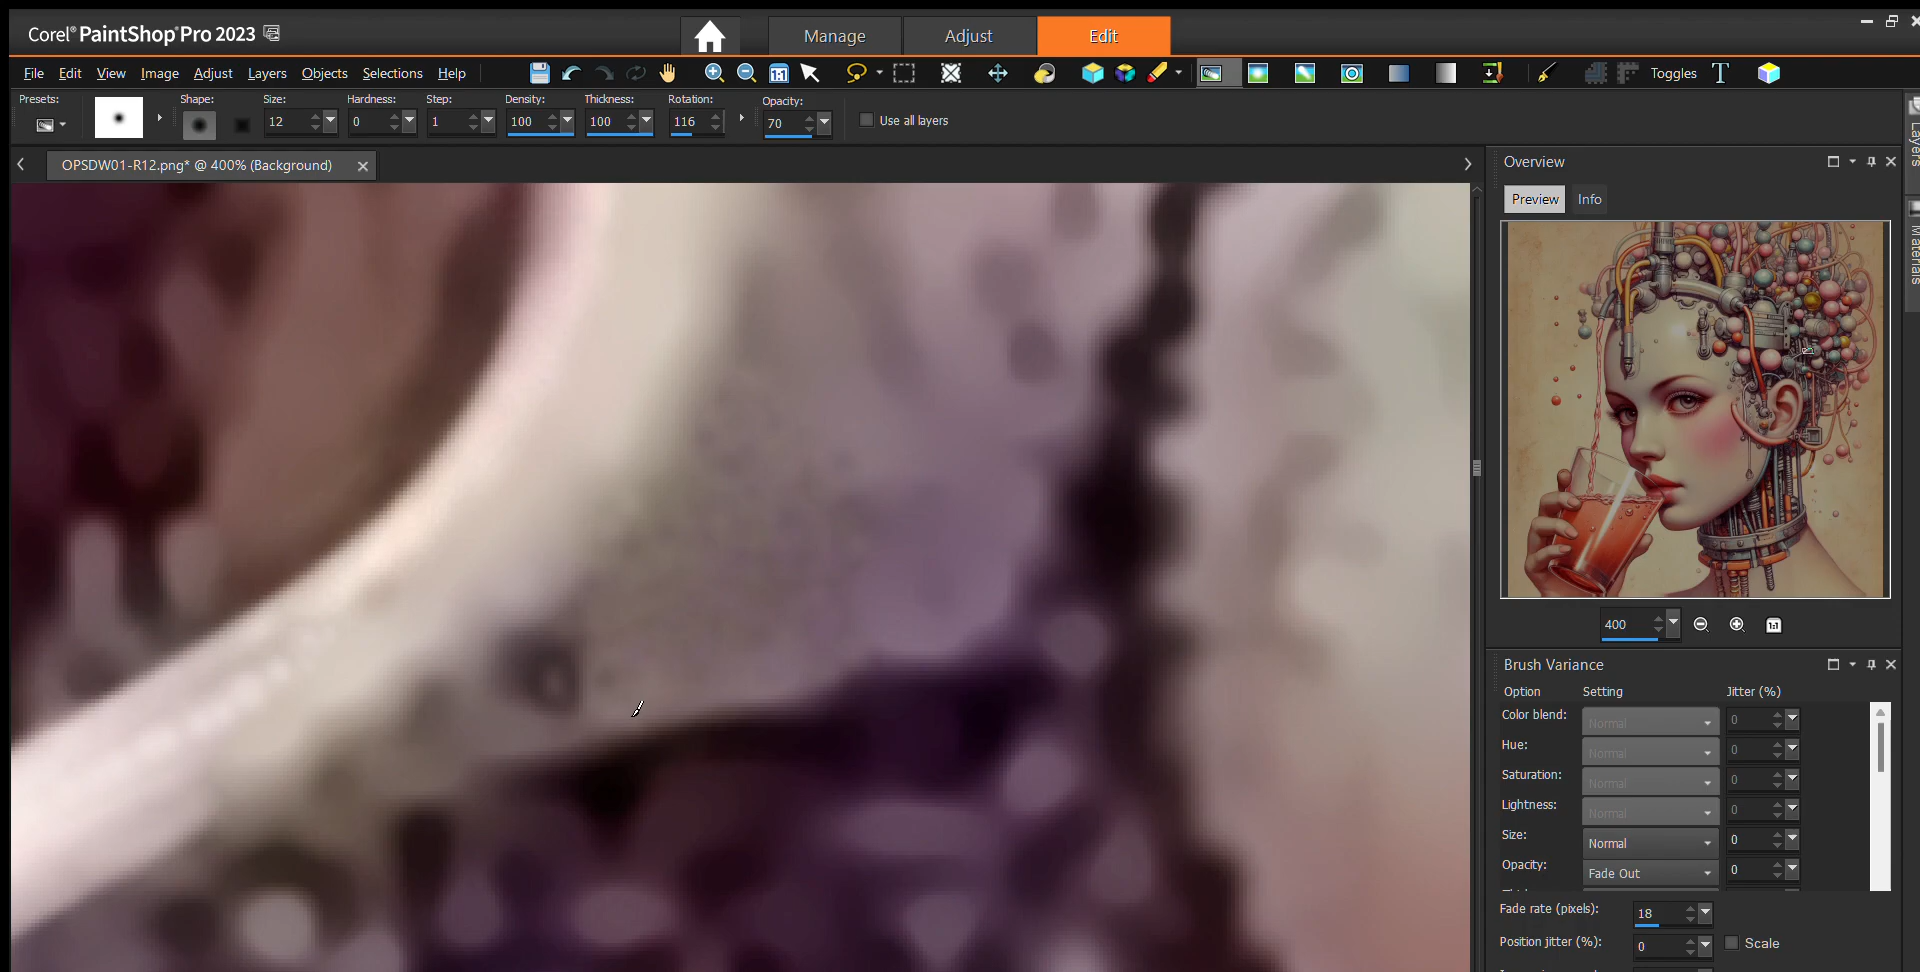 Corel® PaintShop® Pro 2023
Manage
Adjust
Edit
File Edit View Image Adjust Layers Objects Selections Help
1:1
Toggles
Presets: Shape: Size: Hardness: Step: Density: Thickness: Rotation: Opacity:
12 0 1 100 100 116 70
Use all layers
OPSDW01-R12.png* @ 400% (Background)
Overview
Preview Info
Layers
Materials
400
1:1
Brush Variance
Option Setting Jitter (%)
Color blend: Normal 0
Hue: Normal 0
Saturation: Normal 0
Lightness: Normal 0
Size: Normal 0
Opacity: Fade Out 0
Fade rate (pixels): 18
Position jitter (%): 0 Scale